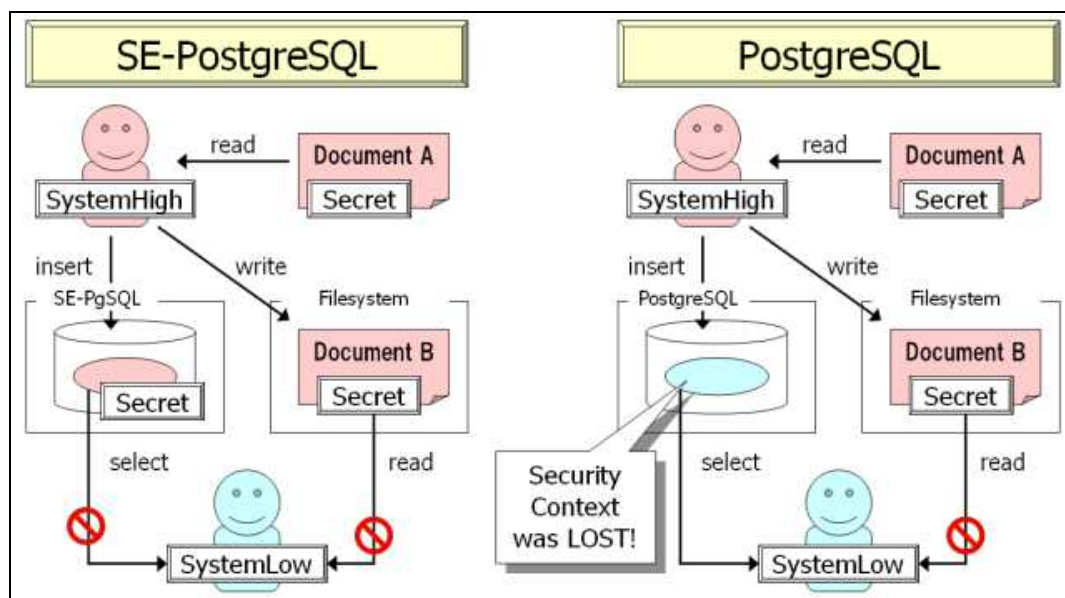 SE-PostgreSQL
read
Document A
SystemHigh
Secret
insert
write
SE-PgSQL
Filesystem
Document B
Secret
Secret
select
read
SystemLow
PostgreSQL
read
Document A
SystemHigh
Secret
insert
write
PostgreSQL
Filesystem
Document B
Secret
Security
Context
was LOST!
select
read
SystemLow